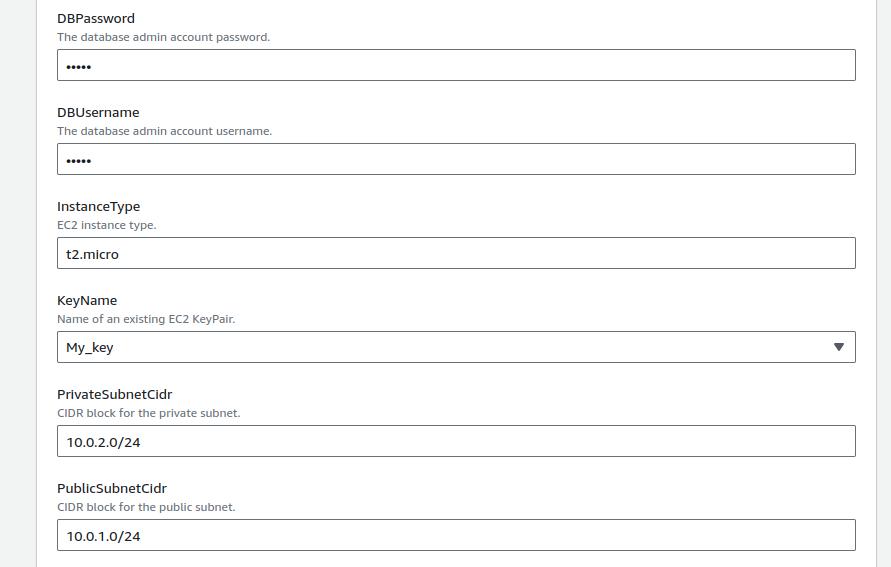 DBPassword
The database admin account password.
•••••
DBUsername
The database admin account username.
•••••
InstanceType
EC2 instance type.
t2.micro
KeyName
Name of an existing EC2 KeyPair.
My_key
PrivateSubnetCidr
CIDR block for the private subnet.
10.0.2.0/24
PublicSubnetCidr
CIDR block for the public subnet.
10.0.1.0/24